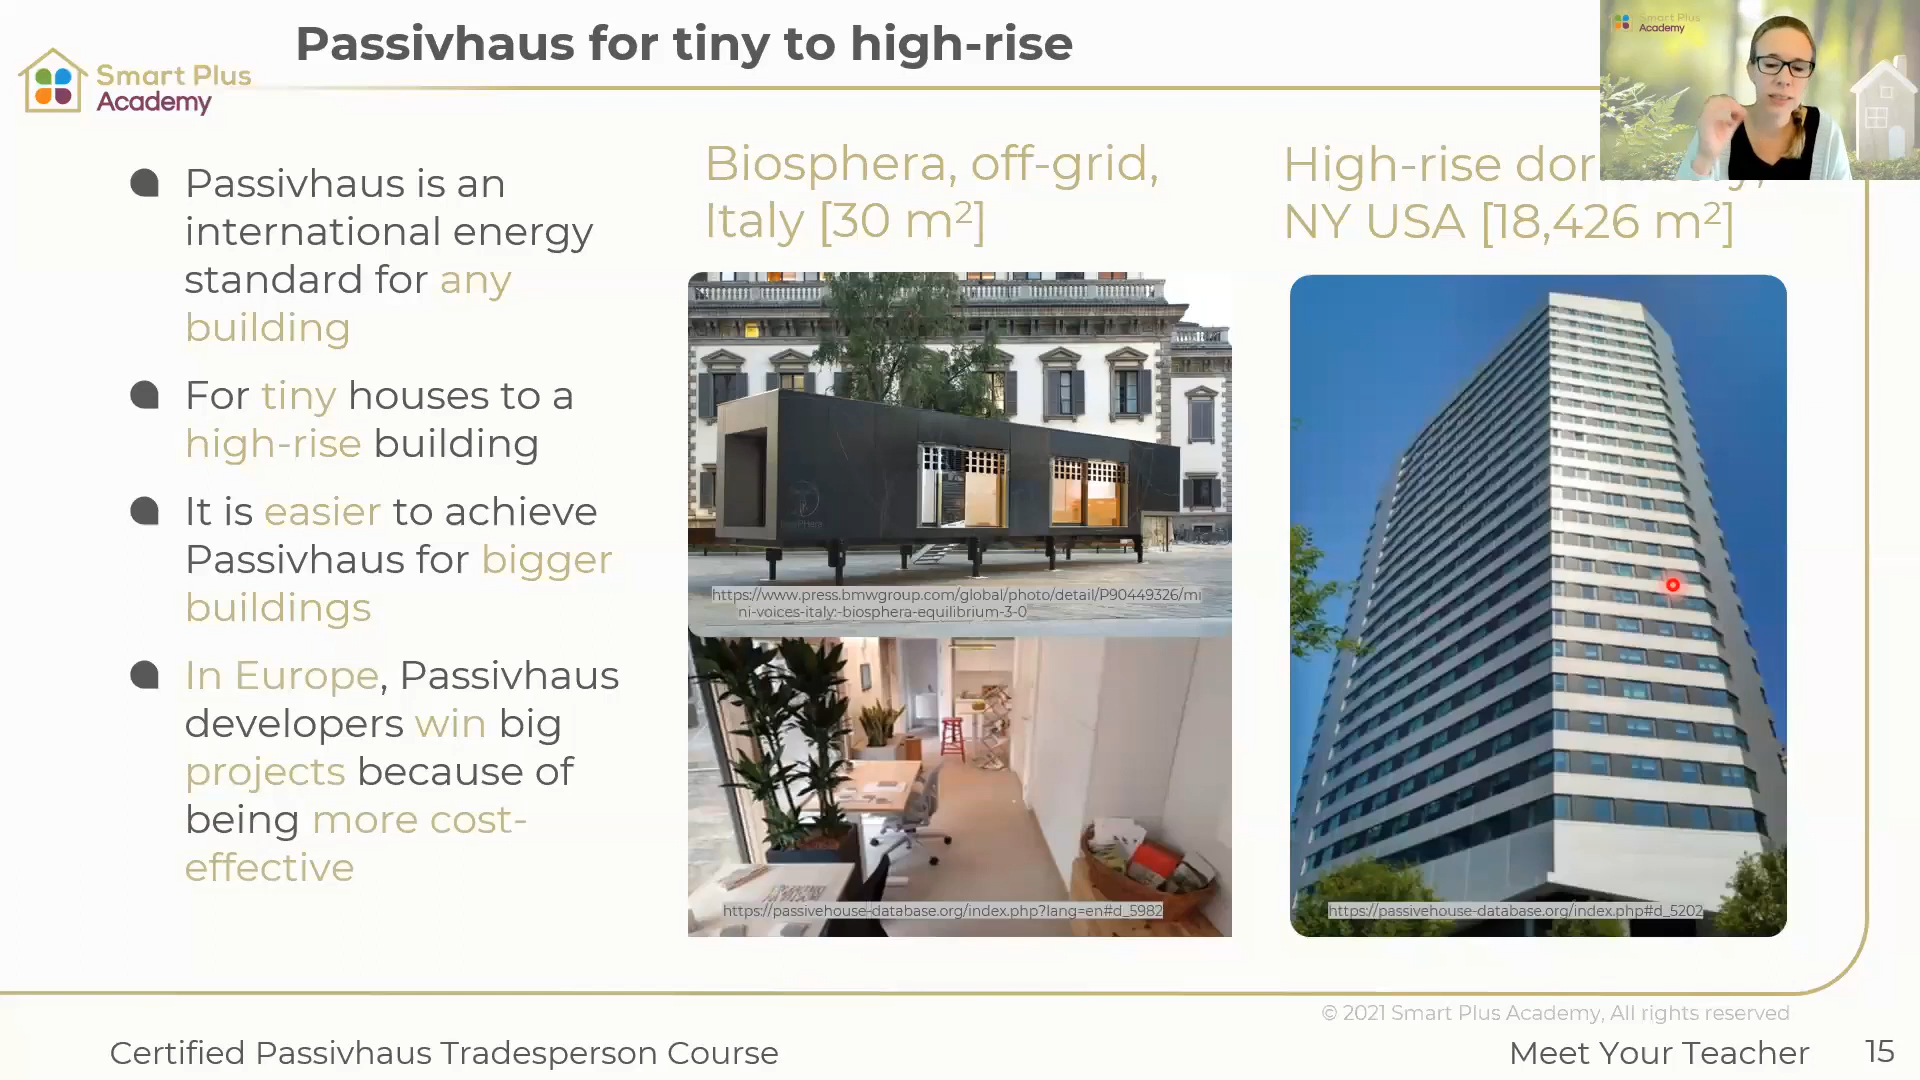 Passivhaus for tiny to high-rise
Smart Plus
Academy
Smart Plus
Academy
Passivhaus is an
international energy
standard for any
building
For tiny houses to a
high-rise building
It is easier to achieve
Passivhaus for bigger
buildings
In Europe, Passivhaus
developers win big
projects because of
being more cost-
effective
Biosphera, off-grid,
Italy [30 m²]
https://www.press.bmwgroup.com/global/photo/detail/P90449326/mi
ni-voices-italy:-biosphera-equilibrium-3-0
https://passivehouse-database.org/index.php?lang=en#d_5982
High-rise
NY USA [18,426 m²]
https://passivehouse-database.org/index.php#d_5202
© 2021 Smart Plus Academy, All rights reserved
Certified Passivhaus Tradesperson Course
Meet Your Teacher
15